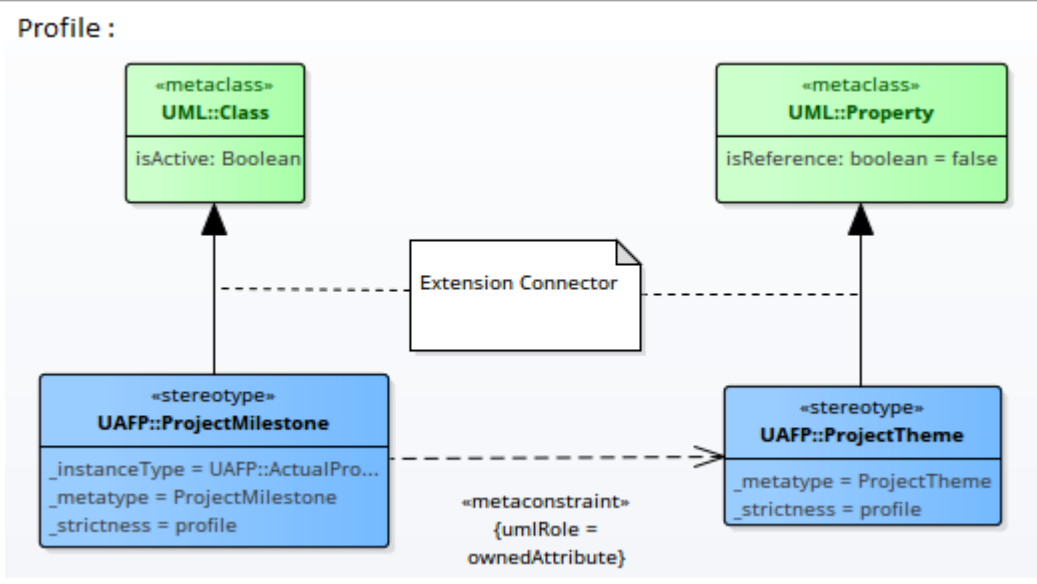 Profile :
«metaclass»
UML::Class
isActive: Boolean
«metaclass»
UML::Property
isReference: boolean = false
Extension Connector
«stereotype»
UAFP::ProjectMilestone
_instanceType = UAFP::ActualPro...
_metatype = ProjectMilestone
_strictness = profile
«stereotype»
UAFP::ProjectTheme
_metatype = ProjectTheme
_strictness = profile
«metaconstraint»
{umlRole =
ownedAttribute}